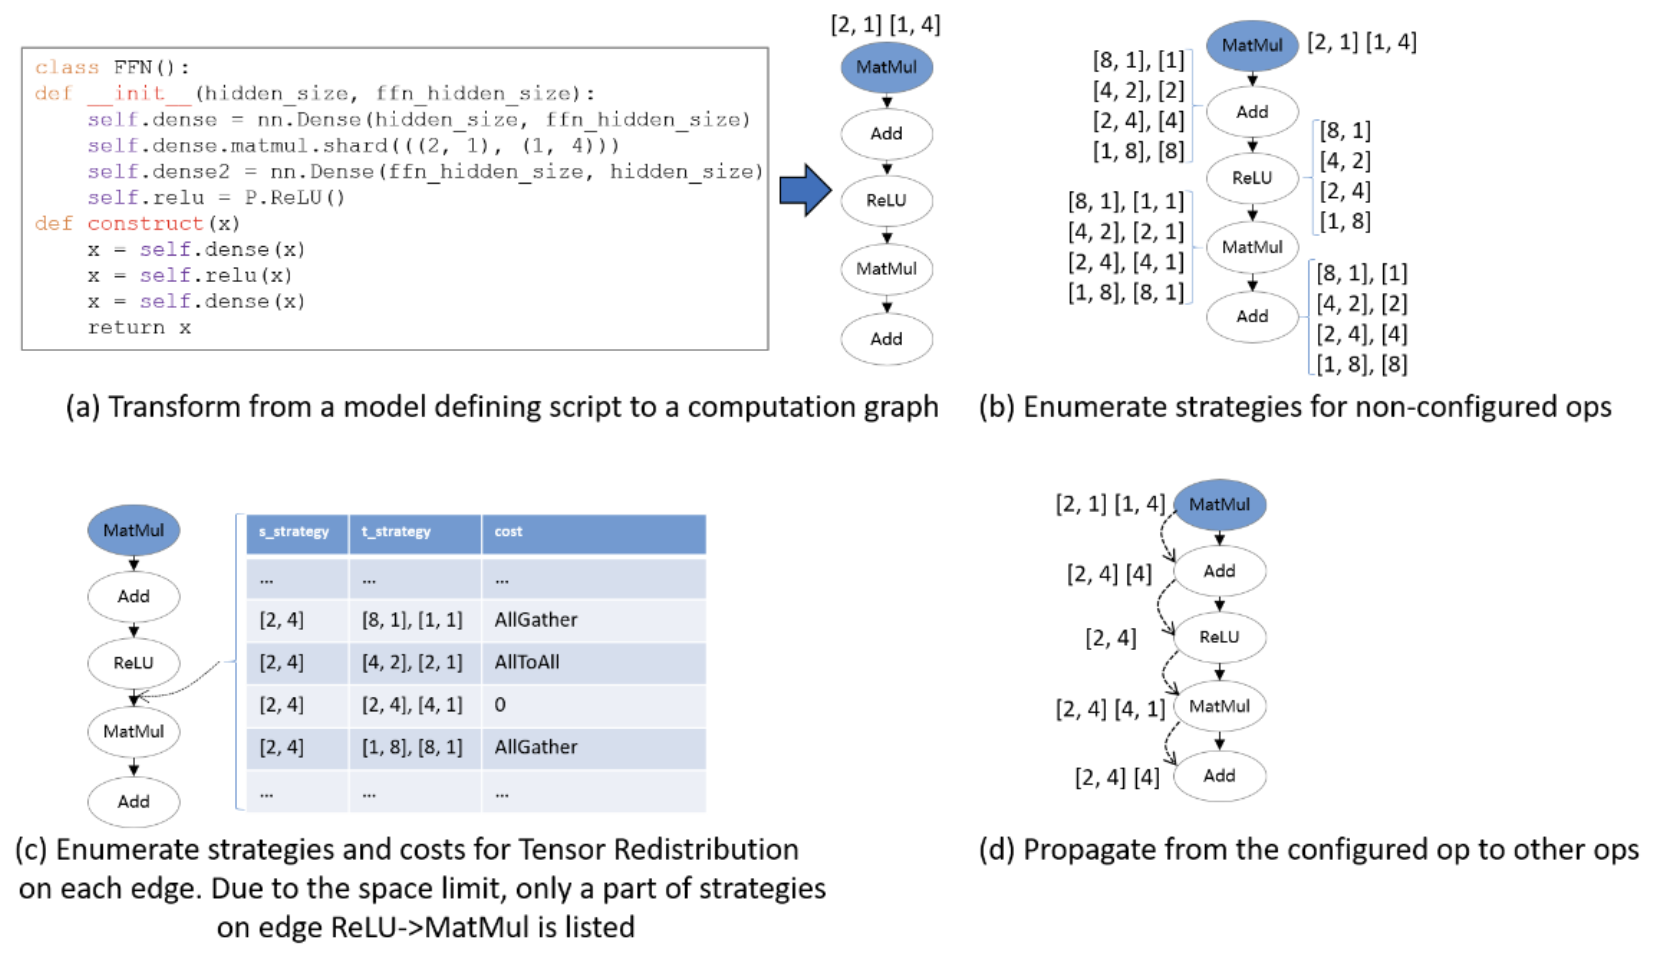 class FFN():
def __init__(hidden_size, ffn_hidden_size):
self.dense = nn.Dense(hidden_size, ffn_hidden_size)
self.dense.matmul.shard(((2, 1), (1, 4)))
self.dense2 = nn.Dense(ffn_hidden_size, hidden_size)
self.relu = P.ReLU()
def construct(x)
x = self.dense(x)
x = self.relu(x)
x = self.dense(x)
return x
[2, 1] [1, 4]
MatMul
Add
ReLU
MatMul
Add
(a) Transform from a model defining script to a computation graph
MatMul [2, 1] [1, 4]
[8, 1], [1]
[4, 2], [2]
[2, 4], [4]
[1, 8], [8]
Add
ReLU
[8, 1]
[4, 2]
[2, 4]
[1, 8]
[8, 1], [1, 1]
[4, 2], [2, 1]
[2, 4], [4, 1]
[1, 8], [8, 1]
MatMul
Add
[8, 1], [1]
[4, 2], [2]
[2, 4], [4]
[1, 8], [8]
(b) Enumerate strategies for non-configured ops
MatMul
Add
ReLU
MatMul
Add
s_strategy t_strategy cost
... ... ...
[2, 4] [8, 1], [1, 1] AllGather
[2, 4] [4, 2], [2, 1] AllToAll
[2, 4] [2, 4], [4, 1] 0
[2, 4] [1, 8], [8, 1] AllGather
... ... ...
(c) Enumerate strategies and costs for Tensor Redistribution
on each edge. Due to the space limit, only a part of strategies
on edge ReLU->MatMul is listed
[2, 1] [1, 4] MatMul
[2, 4] [4] Add
[2, 4] ReLU
[2, 4] [4, 1] MatMul
[2, 4] [4] Add
(d) Propagate from the configured op to other ops